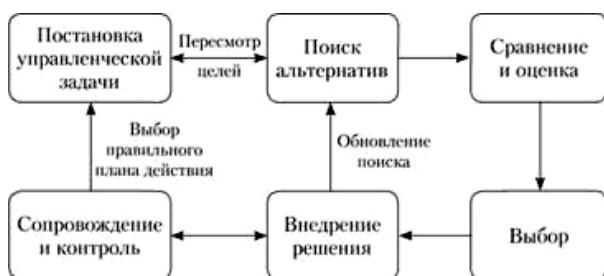 Постановка
управленческой
задачи
Пересмотр
целей
Поиск
альтернатив
Сравнение
и оценка
Выбор
правильного
плана действия
Обновление
поиска
Сопровождение
и контроль
Внедрение
решения
Выбор